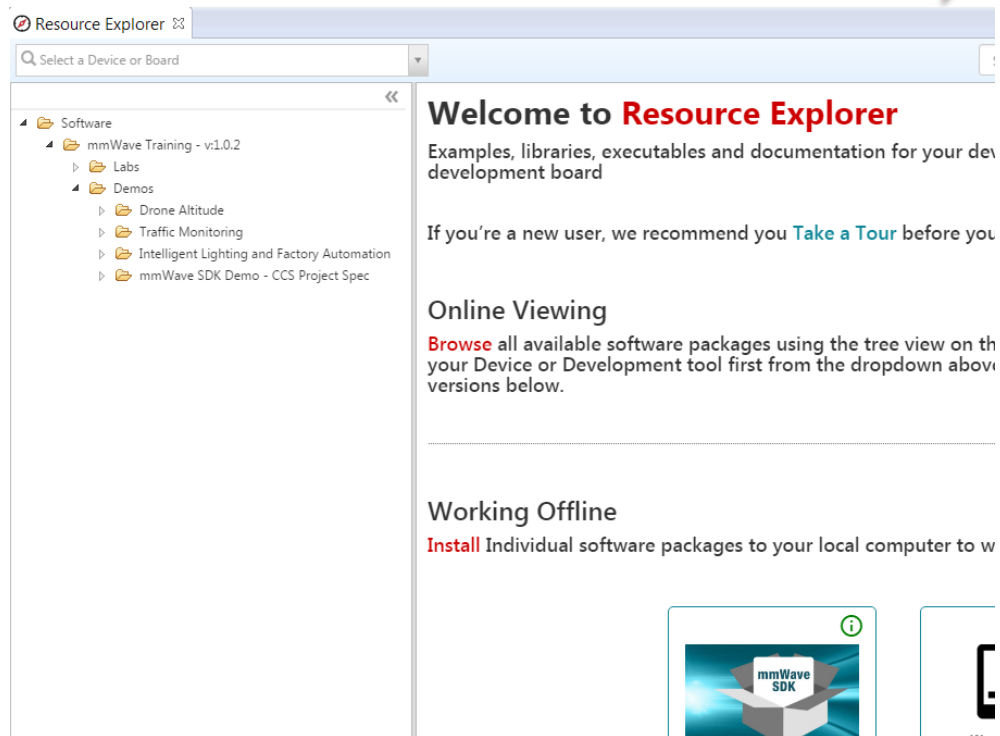 Resource Explorer
Select a Device or Board
Software
mmWave Training - v:1.0.2
Labs
Demos
Drone Altitude
Traffic Monitoring
Intelligent Lighting and Factory Automation
mmWave SDK Demo - CCS Project Spec
Welcome to Resource Explorer
Examples, libraries, executables and documentation for your dev
development board
If you're a new user, we recommend you Take a Tour before you
Online Viewing
Browse all available software packages using the tree view on th
your Device or Development tool first from the dropdown above
versions below.
Working Offline
Install Individual software packages to your local computer to w
mmWave
SDK